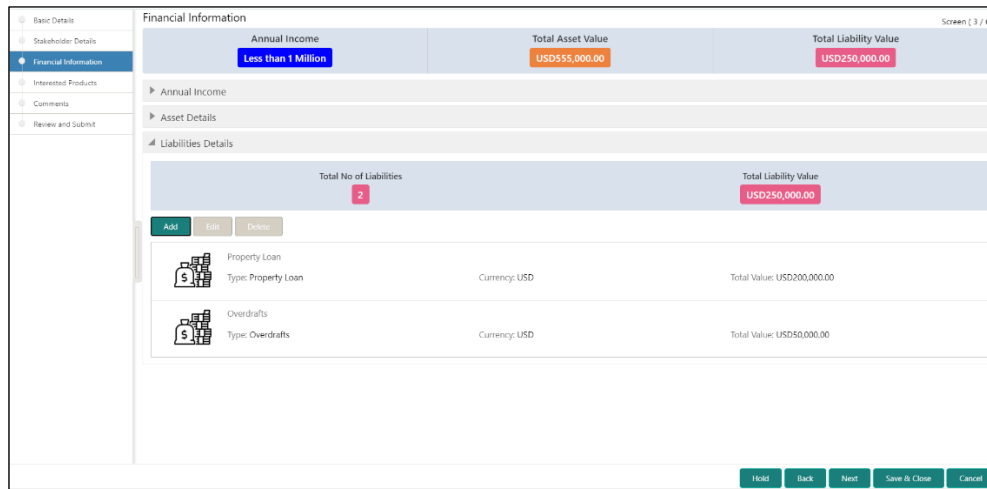 Basic Details
Stakeholder Details
Financial Information
Interested Products
Comments
Review and Submit
Financial Information
Screen ( 3 /
Annual Income
Less than 1 Million
Total Asset Value
USD555,000.00
Total Liability Value
USD250,000.00
Annual Income
Asset Details
Liabilities Details
Total No of Liabilities
2
Total Liability Value
USD250,000.00
Add Edit Delete
Property Loan
Type: Property Loan Currency: USD Total Value: USD200,000.00
Overdrafts
Type: Overdrafts Currency: USD Total Value: USD50,000.00
Hold Back Next Save & Close Cancel